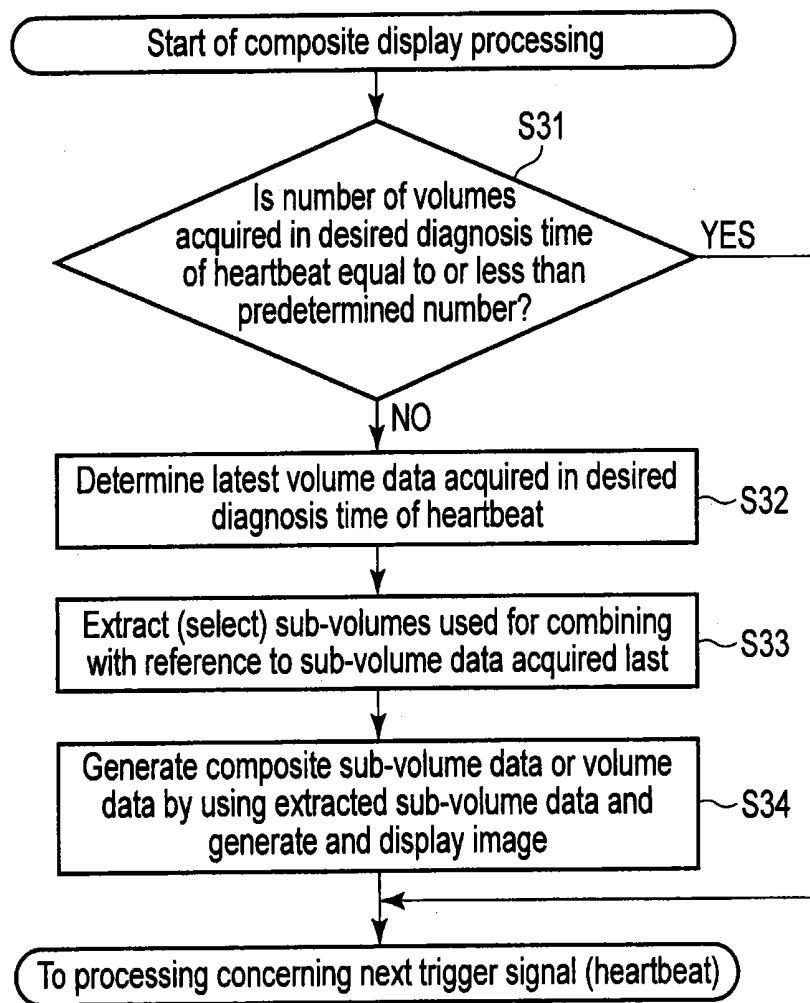 Start of composite display processing
S31
Is number of volumes
acquired in desired diagnosis time
of heartbeat equal to or less than
predetermined number?
YES
NO
Determine latest volume data acquired in desired
diagnosis time of heartbeat
S32
Extract (select) sub-volumes used for combining
with reference to sub-volume data acquired last
S33
Generate composite sub-volume data or volume
data by using extracted sub-volume data and
generate and display image
S34
To processing concerning next trigger signal (heartbeat)